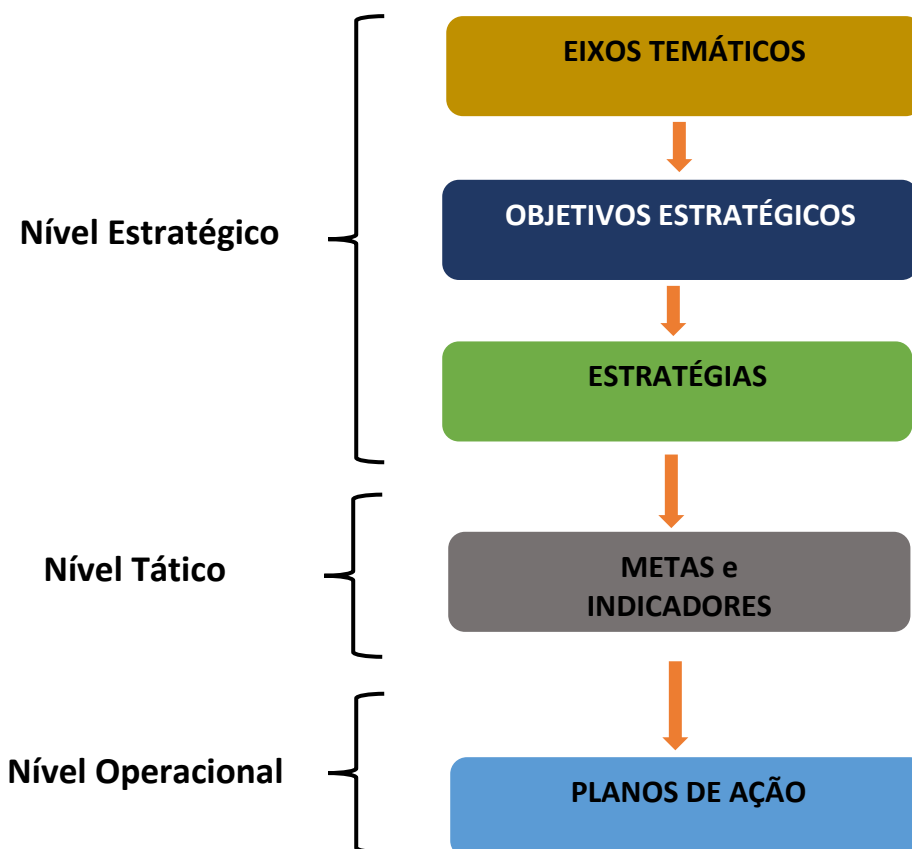 EIXOS TEMÁTICOS
Nível Estratégico
OBJETIVOS ESTRATÉGICOS
ESTRATÉGIAS
Nível Tático
METAS e
INDICADORES
Nível Operacional
PLANOS DE AÇÃO